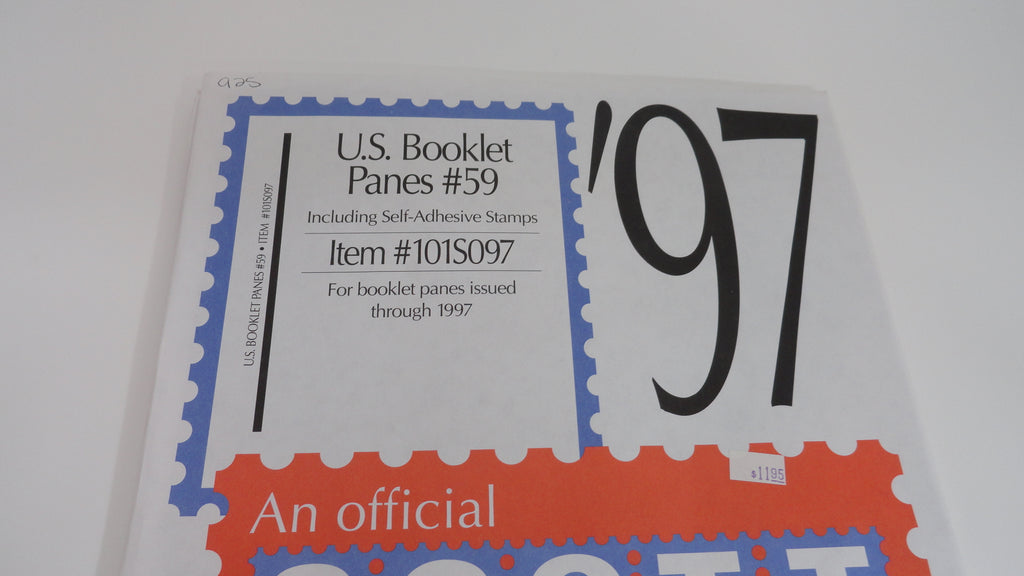 925
U.S. Booklet
Panes #59
Including Self-Adhesive Stamps
Item #101S097
For booklet panes issued
through 1997
U.S. BOOKLET PANES #59 • ITEM #101S097
'97
$1195
An official
SCOTT